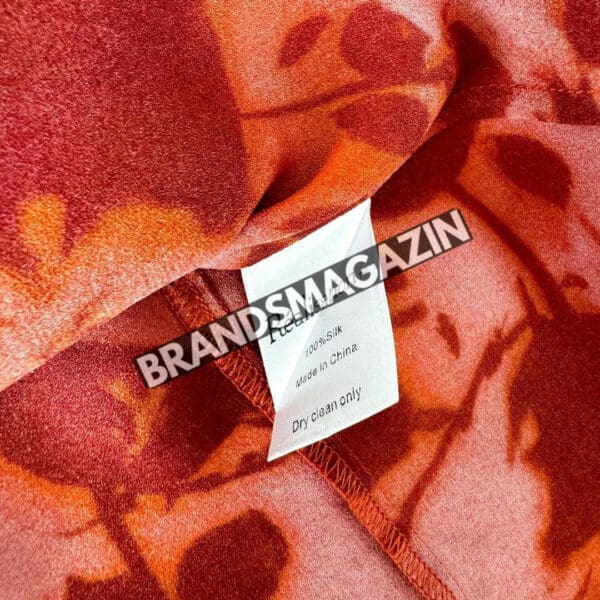 BRANDSMAGAZIN
100%Silk
Made in China
Dry clean only